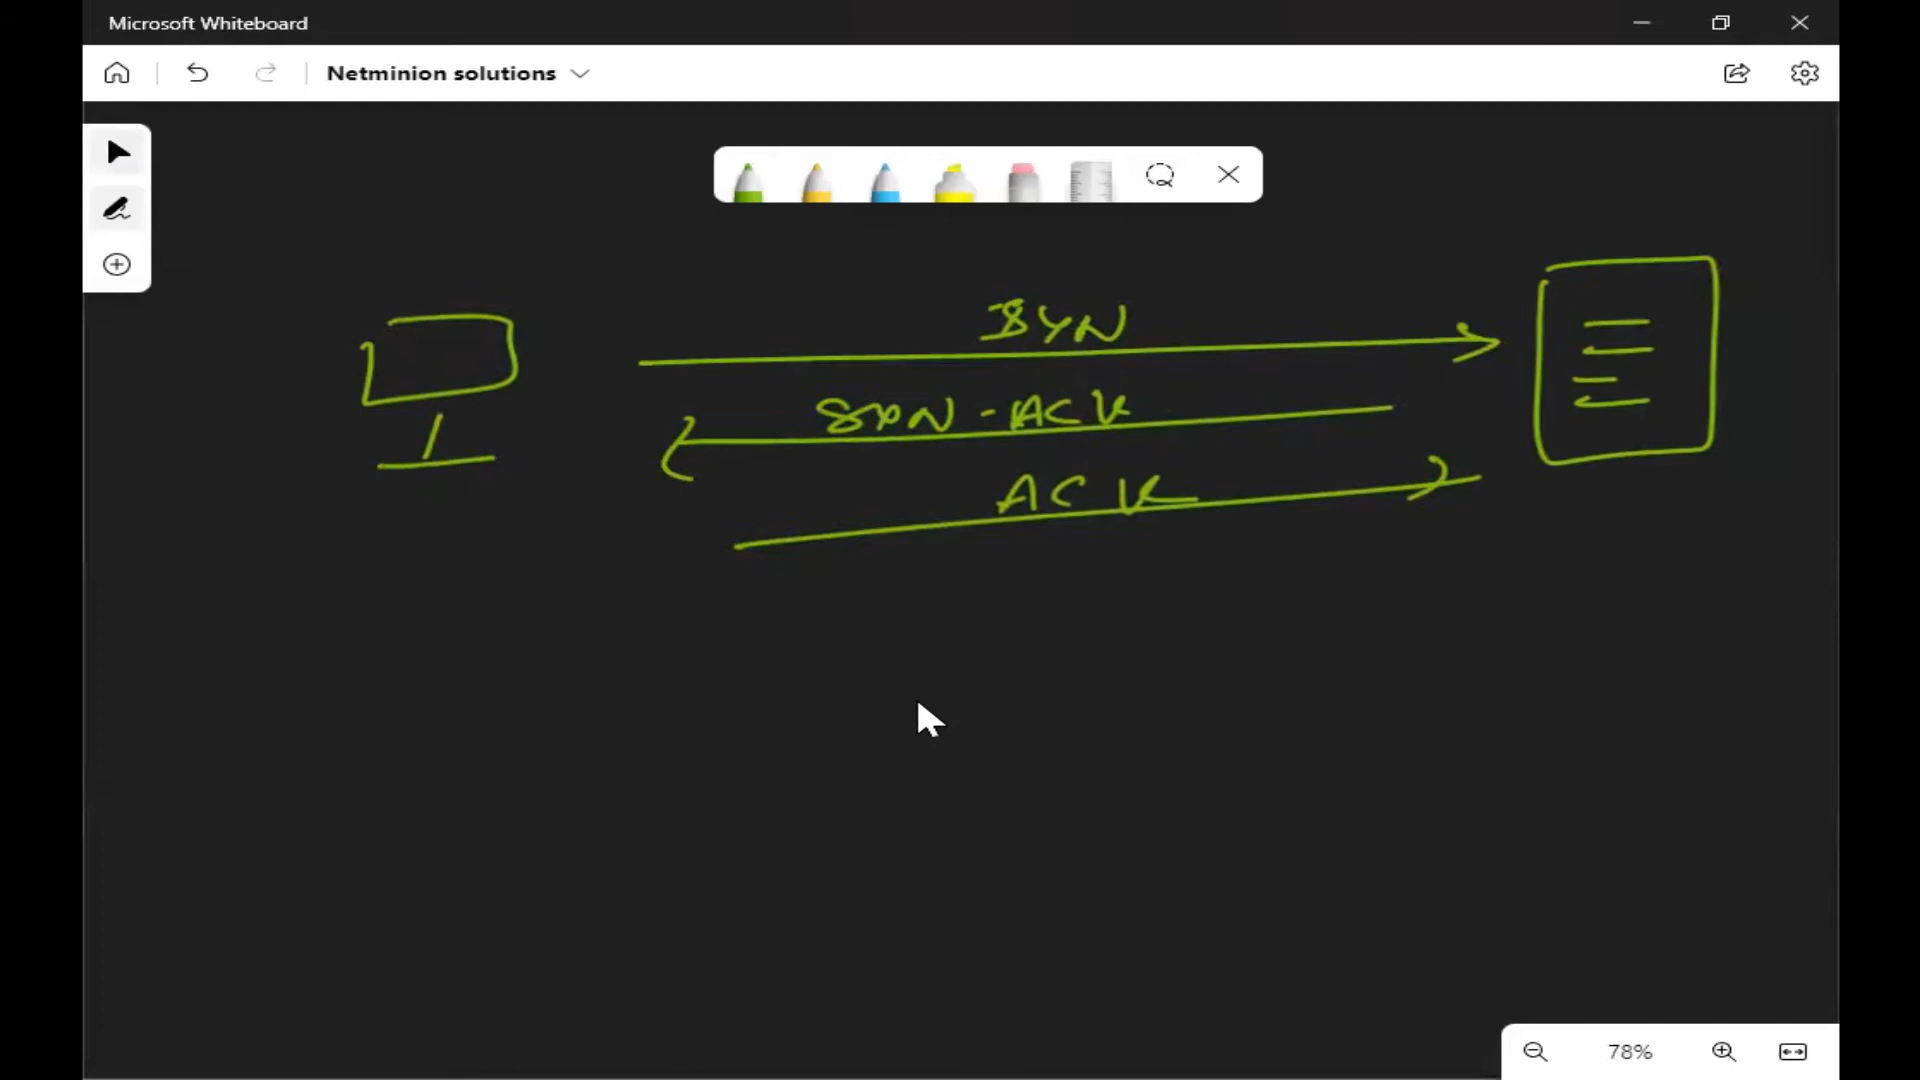 Microsoft Whiteboard
Netminion solutions
SYN
SYN - ACK
ACK
78%